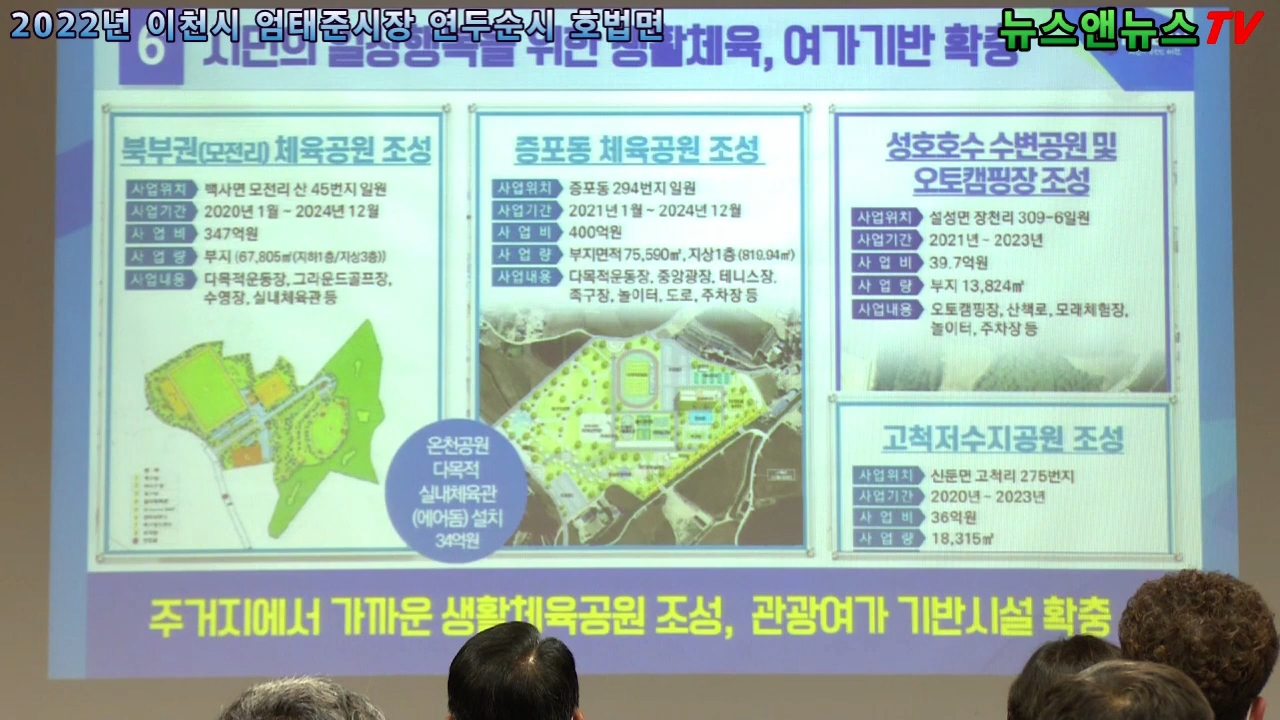 2022년 이천시 엄태준시장 연두순시 호법면
뉴스앤뉴스TV
6 시민의 일상행복을 위한 생활체육, 여가기반 확충
북부권(모전리) 체육공원 조성
사업위치 백사면 모전리 산 45번지 일원
사업기간 2020년 1월 ~ 2024년 12월
사 업 비 347억원
사 업 량 부지 (67,805㎡(지하1층/지상3층))
사업내용 다목적운동장, 그라운드골프장,
수영장, 실내체육관 등
온천공원
다목적
실내체육관
(에어돔) 설치
34억원
증포동 체육공원 조성
사업위치 증포동 294번지 일원
사업기간 2021년 1월 ~ 2024년 12월
사 업 비 400억원
사 업 량 부지면적 75,590㎡, 지상1층 (819.94㎡)
사업내용 다목적운동장, 중앙광장, 테니스장,
족구장, 놀이터, 도로, 주차장 등
성호호수 수변공원 및
오토캠핑장 조성
사업위치 설성면 장천리 309-6일원
사업기간 2021년 ~ 2023년
사 업 비 39.7억원
사 업 량 부지 13,824㎡
사업내용 오토캠핑장, 산책로, 모래체험장,
놀이터, 주차장 등
고척저수지공원 조성
사업위치 신둔면 고척리 275번지
사업기간 2020년 ~ 2023년
사 업 비 36억원
사 업 량 18,315㎡
주거지에서 가까운 생활체육공원 조성, 관광여가 기반시설 확충